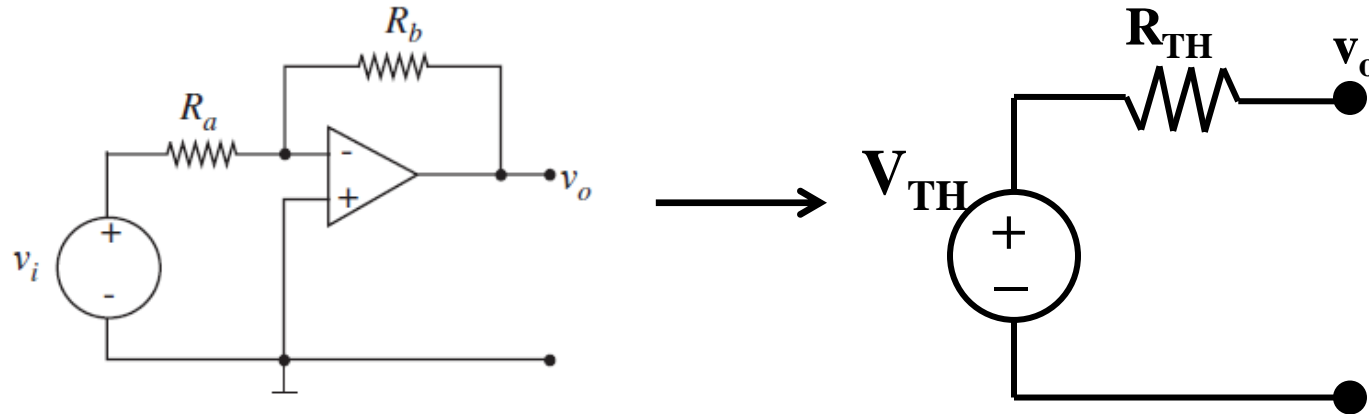 R_b
R_a
-
+
v_o
+
v_i
-
R_TH
v_o
V_TH
+
−